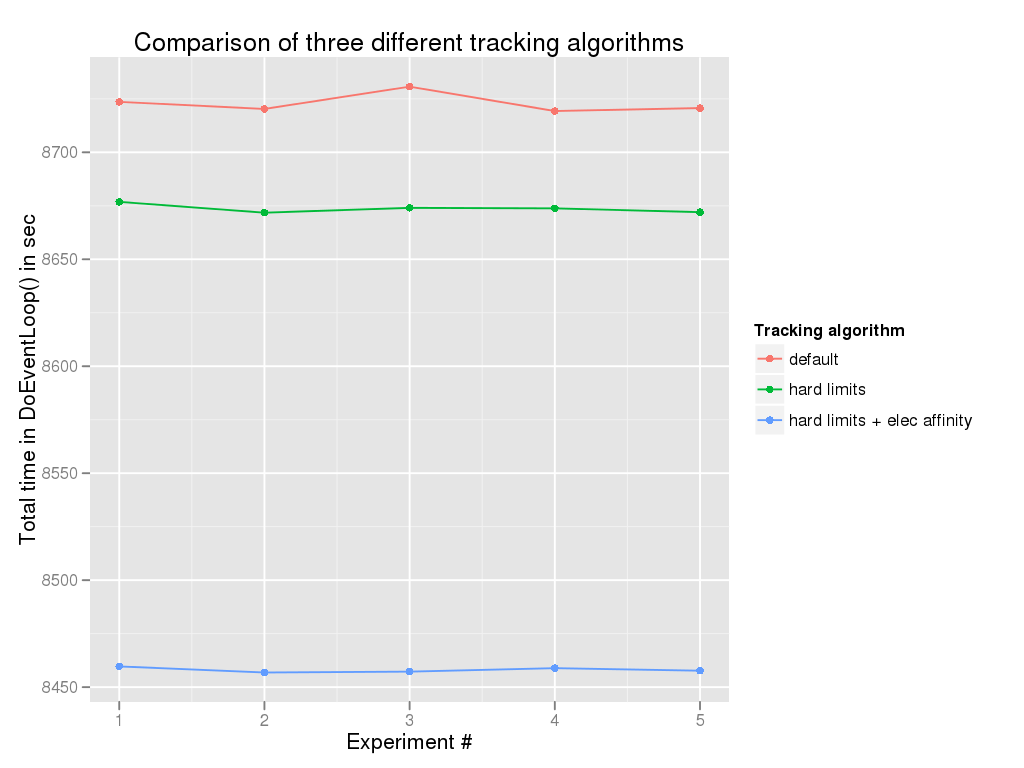 Comparison of three different tracking algorithms
Total time in DoEventLoop() in sec
8700
8650
8600
8550
8500
8450
1 2 3 4 5
Experiment #
Tracking algorithm
default
hard limits
hard limits + elec affinity